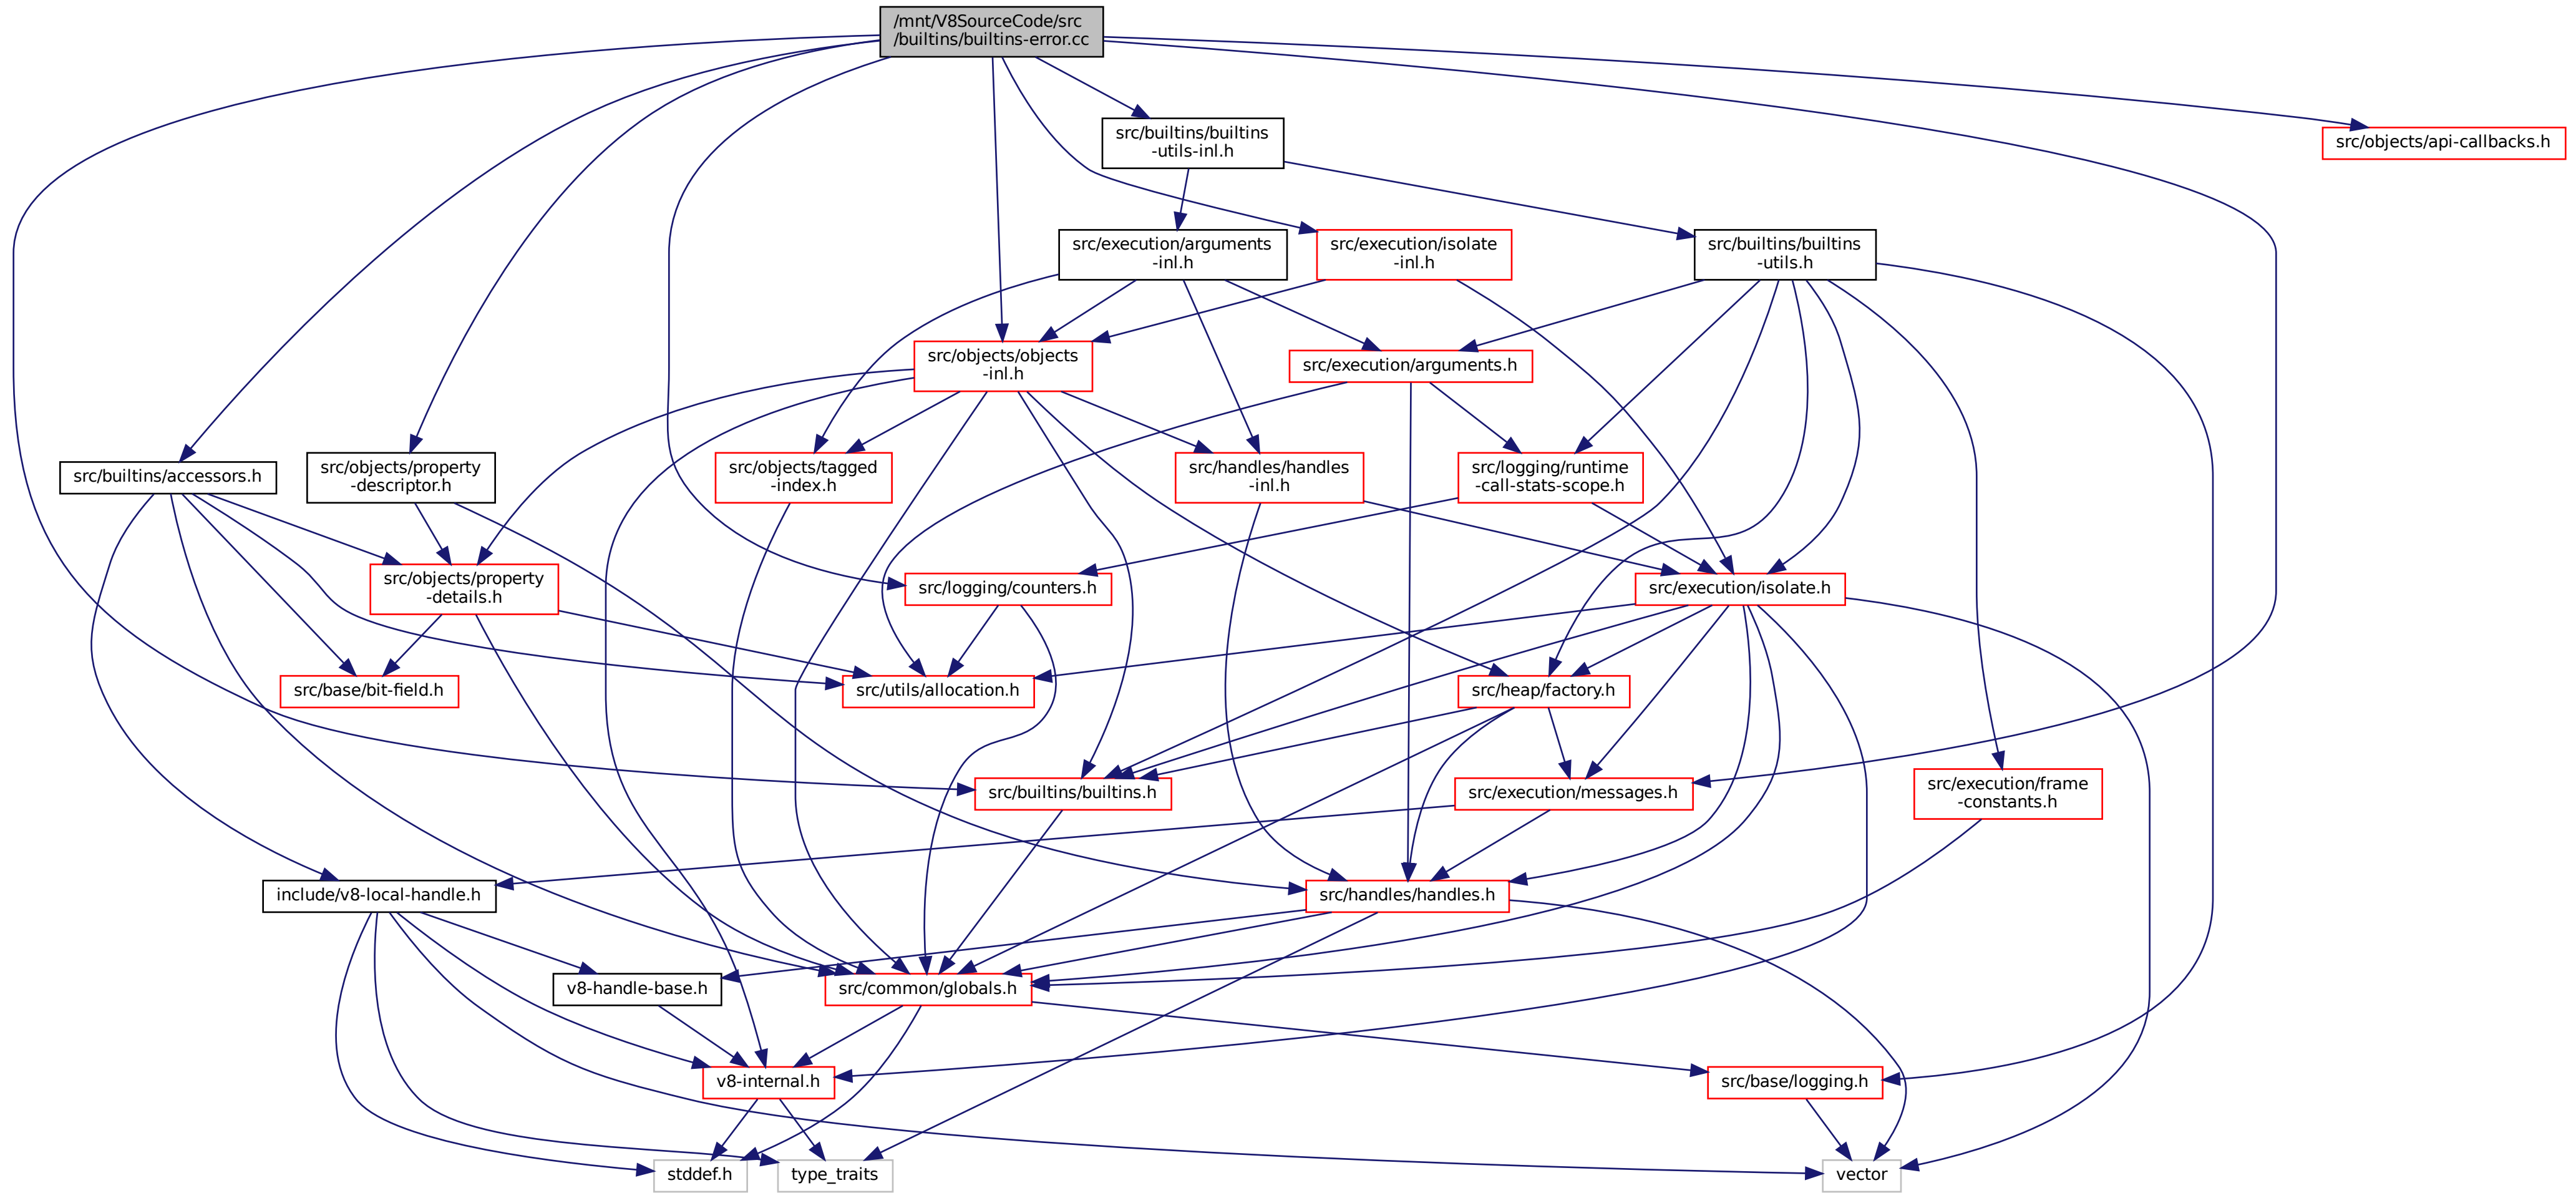 /mnt/V8SourceCode/src
/builtins/builtins-error.cc
src/builtins/builtins
-utils-inl.h
src/objects/api-callbacks.h
src/execution/arguments
-inl.h
src/execution/isolate
-inl.h
src/builtins/builtins
-utils.h
src/objects/objects
-inl.h
src/execution/arguments.h
src/builtins/accessors.h
src/objects/property
-descriptor.h
src/objects/tagged
-index.h
src/handles/handles
-inl.h
src/logging/runtime
-call-stats-scope.h
src/objects/property
-details.h
src/logging/counters.h
src/execution/isolate.h
src/base/bit-field.h
src/utils/allocation.h
src/heap/factory.h
src/builtins/builtins.h
src/execution/messages.h
src/execution/frame
-constants.h
include/v8-local-handle.h
src/handles/handles.h
v8-handle-base.h
src/common/globals.h
v8-internal.h
src/base/logging.h
stddef.h
type_traits
vector